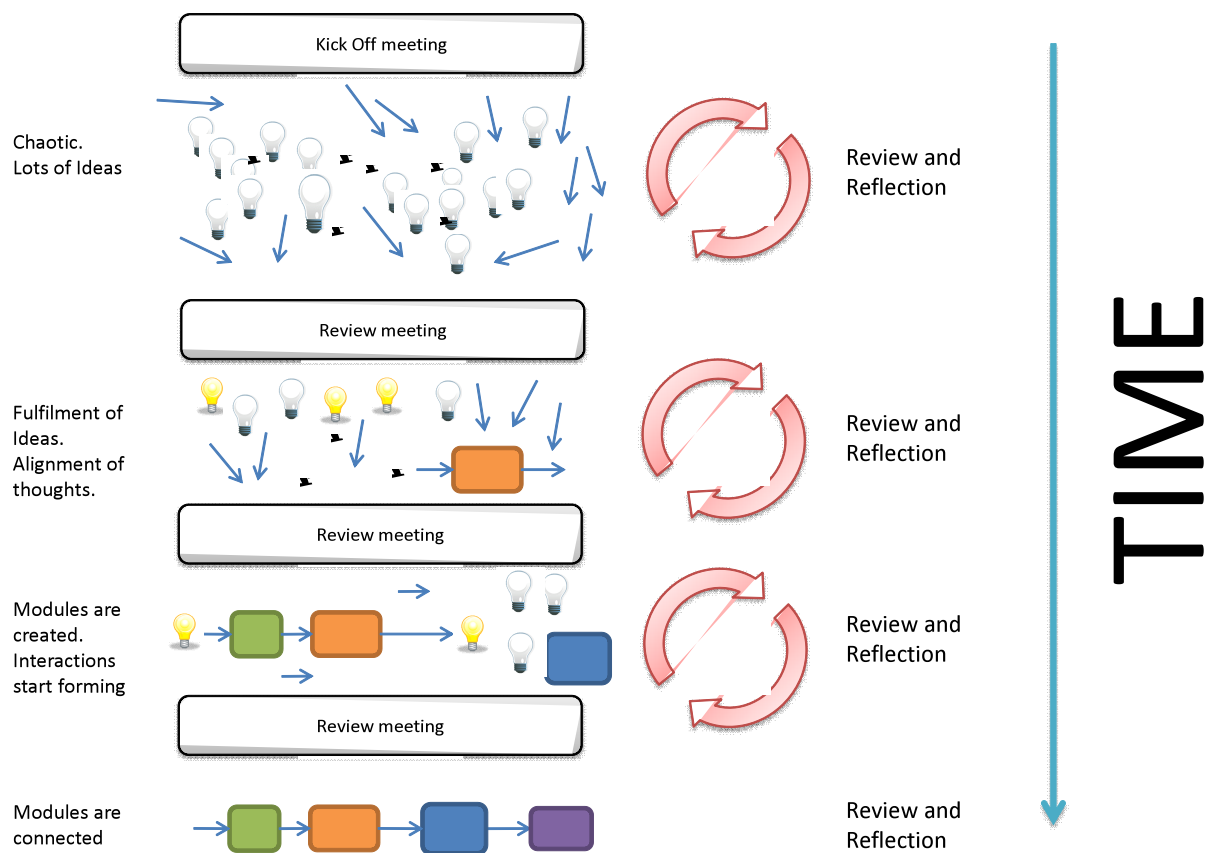 Kick Off meeting
Chaotic.
Lots of Ideas
Review and
Reflection
Review meeting
Fulfilment of
Ideas.
Alignment of
thoughts.
Review and
Reflection
Review meeting
Modules are
created.
Interactions
start forming
Review and
Reflection
Review meeting
Modules are
connected
Review and
Reflection
TIME